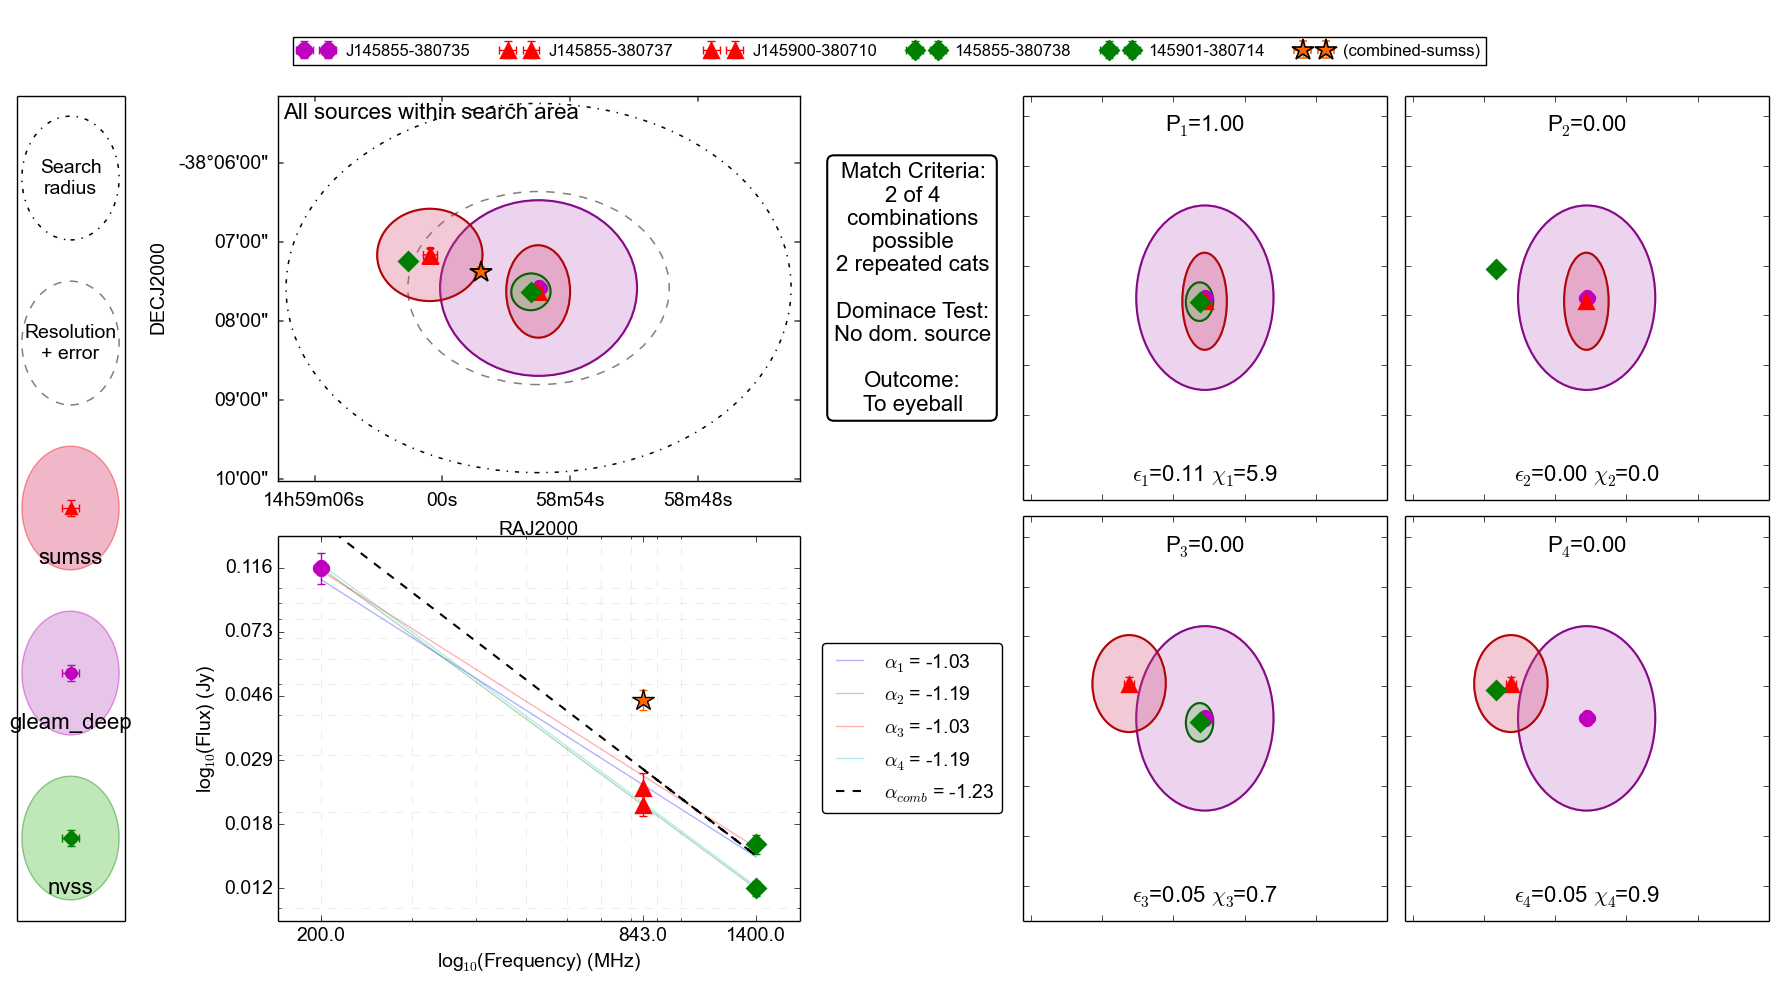 J145855-380735 J145855-380737 J145900-380710 145855-380738 145901-380714 (combined-sumss)
Search
radius
Resolution
+ error
sumss
gleam_deep
nvss
All sources within search area
DECJ2000
-38°06'00"
07'00"
08'00"
09'00"
10'00"
14h59m06s 00s 58m54s 58m48s
RAJ2000
Match Criteria:
2 of 4
combinations
possible
2 repeated cats
Dominace Test:
No dom. source
Outcome:
To eyeball
P1=1.00
ϵ1=0.11 χ1=5.9
P2=0.00
ϵ2=0.00 χ2=0.0
log10(Flux) (Jy)
0.116
0.073
0.046
0.029
0.018
0.012
200.0 843.0 1400.0
log10(Frequency) (MHz)
α1 = -1.03
α2 = -1.19
α3 = -1.03
α4 = -1.19
αcomb = -1.23
P3=0.00
ϵ3=0.05 χ3=0.7
P4=0.00
ϵ4=0.05 χ4=0.9